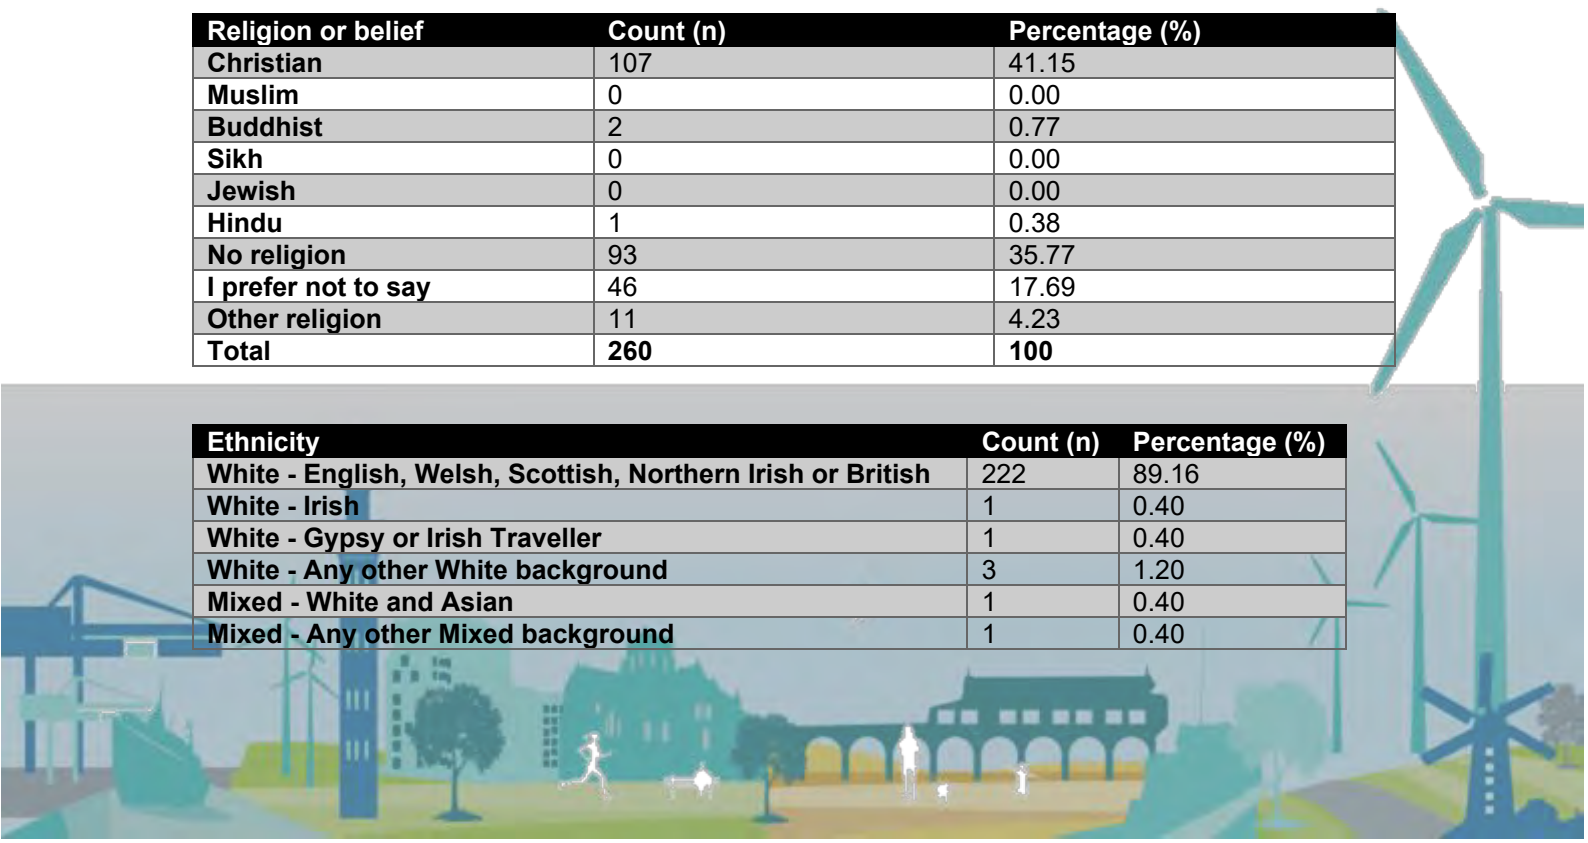 Religion or belief Count (n) Percentage (%)
Christian 107 41.15
Muslim 0 0.00
Buddhist 2 0.77
Sikh 0 0.00
Jewish 0 0.00
Hindu 1 0.38
No religion 93 35.77
I prefer not to say 46 17.69
Other religion 11 4.23
Total 260 100
Ethnicity Count (n) Percentage (%)
White - English, Welsh, Scottish, Northern Irish or British 222 89.16
White - Irish 1 0.40
White - Gypsy or Irish Traveller 1 0.40
White - Any other White background 3 1.20
Mixed - White and Asian 1 0.40
Mixed - Any other Mixed background 1 0.40